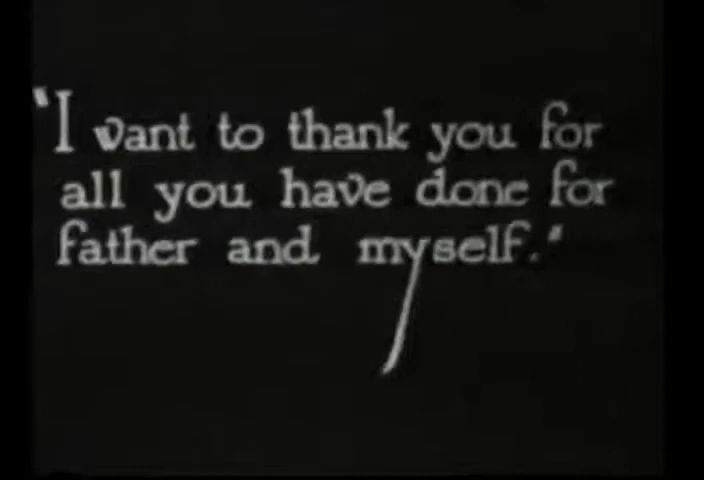 "I want to thank you for
all you have done for
father and myself."